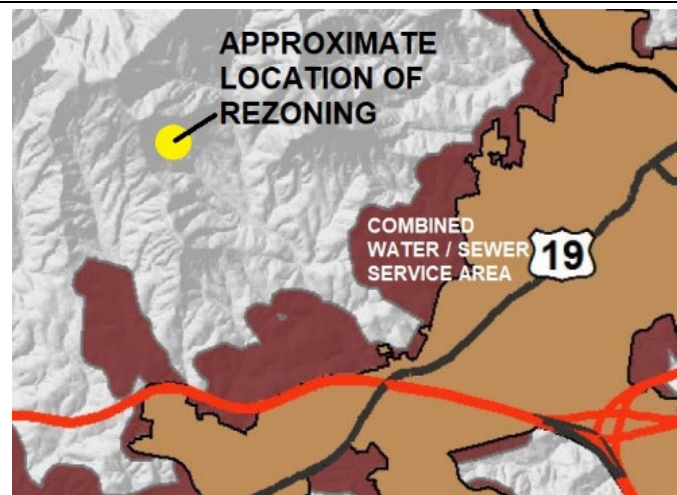 APPROXIMATE
LOCATION OF
REZONING
COMBINED
WATER / SEWER
SERVICE AREA
19